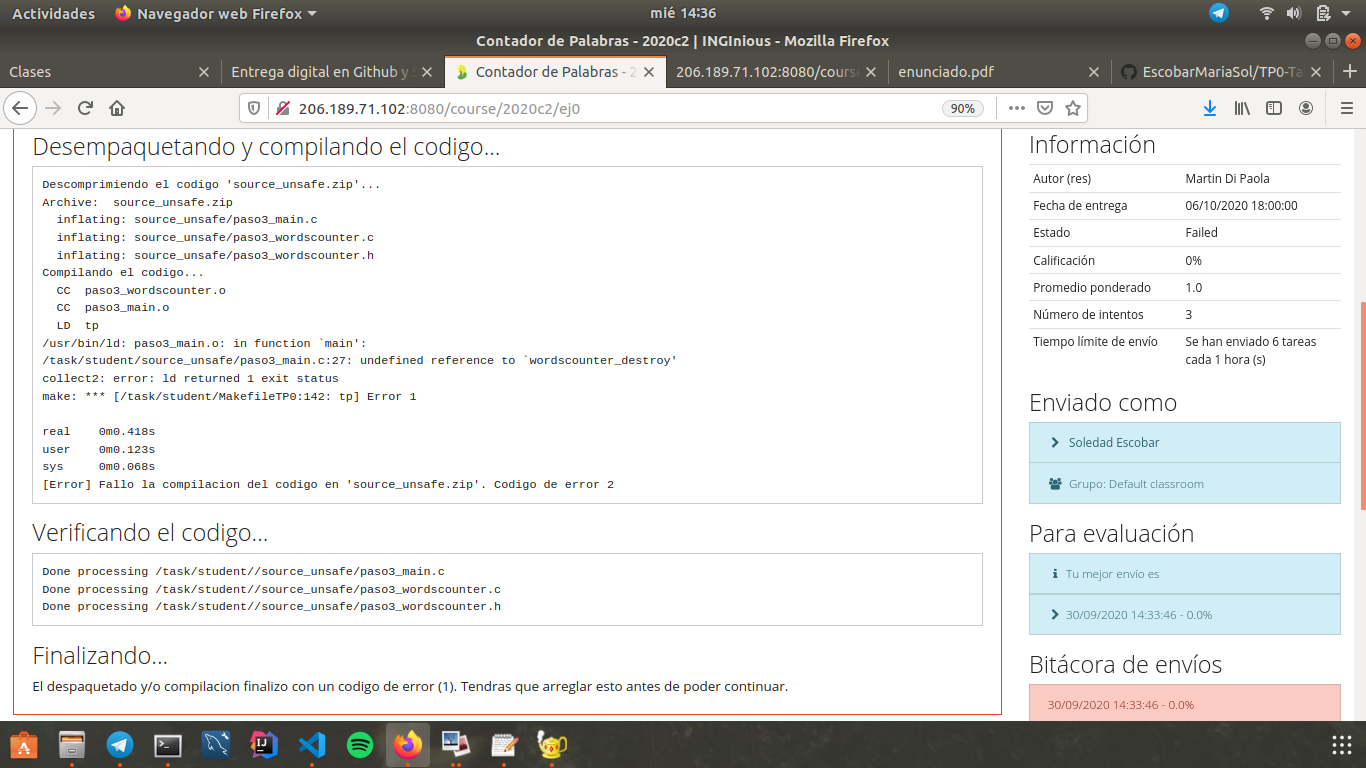 Actividades
Navegador web Firefox
mié 14:36
Contador de Palabras - 2020c2 | INGInious - Mozilla Firefox
Clases
Entrega digital en Github y
Contador de Palabras - 2
206.189.71.102:8080/cours
enunciado.pdf
EscobarMariaSol/TP0-Ta
206.189.71.102:8080/course/2020c2/ej0
90%
Desempaquetando y compilando el codigo...
Descomprimiendo el codigo 'source_unsafe.zip'...
Archive:  source_unsafe.zip
  inflating: source_unsafe/paso3_main.c
  inflating: source_unsafe/paso3_wordscounter.c
  inflating: source_unsafe/paso3_wordscounter.h
Compilando el codigo...
  CC  paso3_wordscounter.o
  CC  paso3_main.o
  LD  tp
/usr/bin/ld: paso3_main.o: in function `main':
/task/student/source_unsafe/paso3_main.c:27: undefined reference to `wordscounter_destroy'
collect2: error: ld returned 1 exit status
make: *** [/task/student/MakefileTP0:142: tp] Error 1
real    0m0.418s
user    0m0.123s
sys     0m0.068s
[Error] Fallo la compilacion del codigo en 'source_unsafe.zip'. Codigo de error 2
Verificando el codigo...
Done processing /task/student//source_unsafe/paso3_main.c
Done processing /task/student//source_unsafe/paso3_wordscounter.c
Done processing /task/student//source_unsafe/paso3_wordscounter.h
Finalizando...
El despaquetado y/o compilacion finalizo con un codigo de error (1). Tendras que arreglar esto antes de poder continuar.
Información
Autor (res) Martin Di Paola
Fecha de entrega 06/10/2020 18:00:00
Estado Failed
Calificación 0%
Promedio ponderado 1.0
Número de intentos 3
Tiempo límite de envío Se han enviado 6 tareas
cada 1 hora (s)
Enviado como
Soledad Escobar
Grupo: Default classroom
Para evaluación
Tu mejor envío es
30/09/2020 14:33:46 - 0.0%
Bitácora de envíos
30/09/2020 14:33:46 - 0.0%